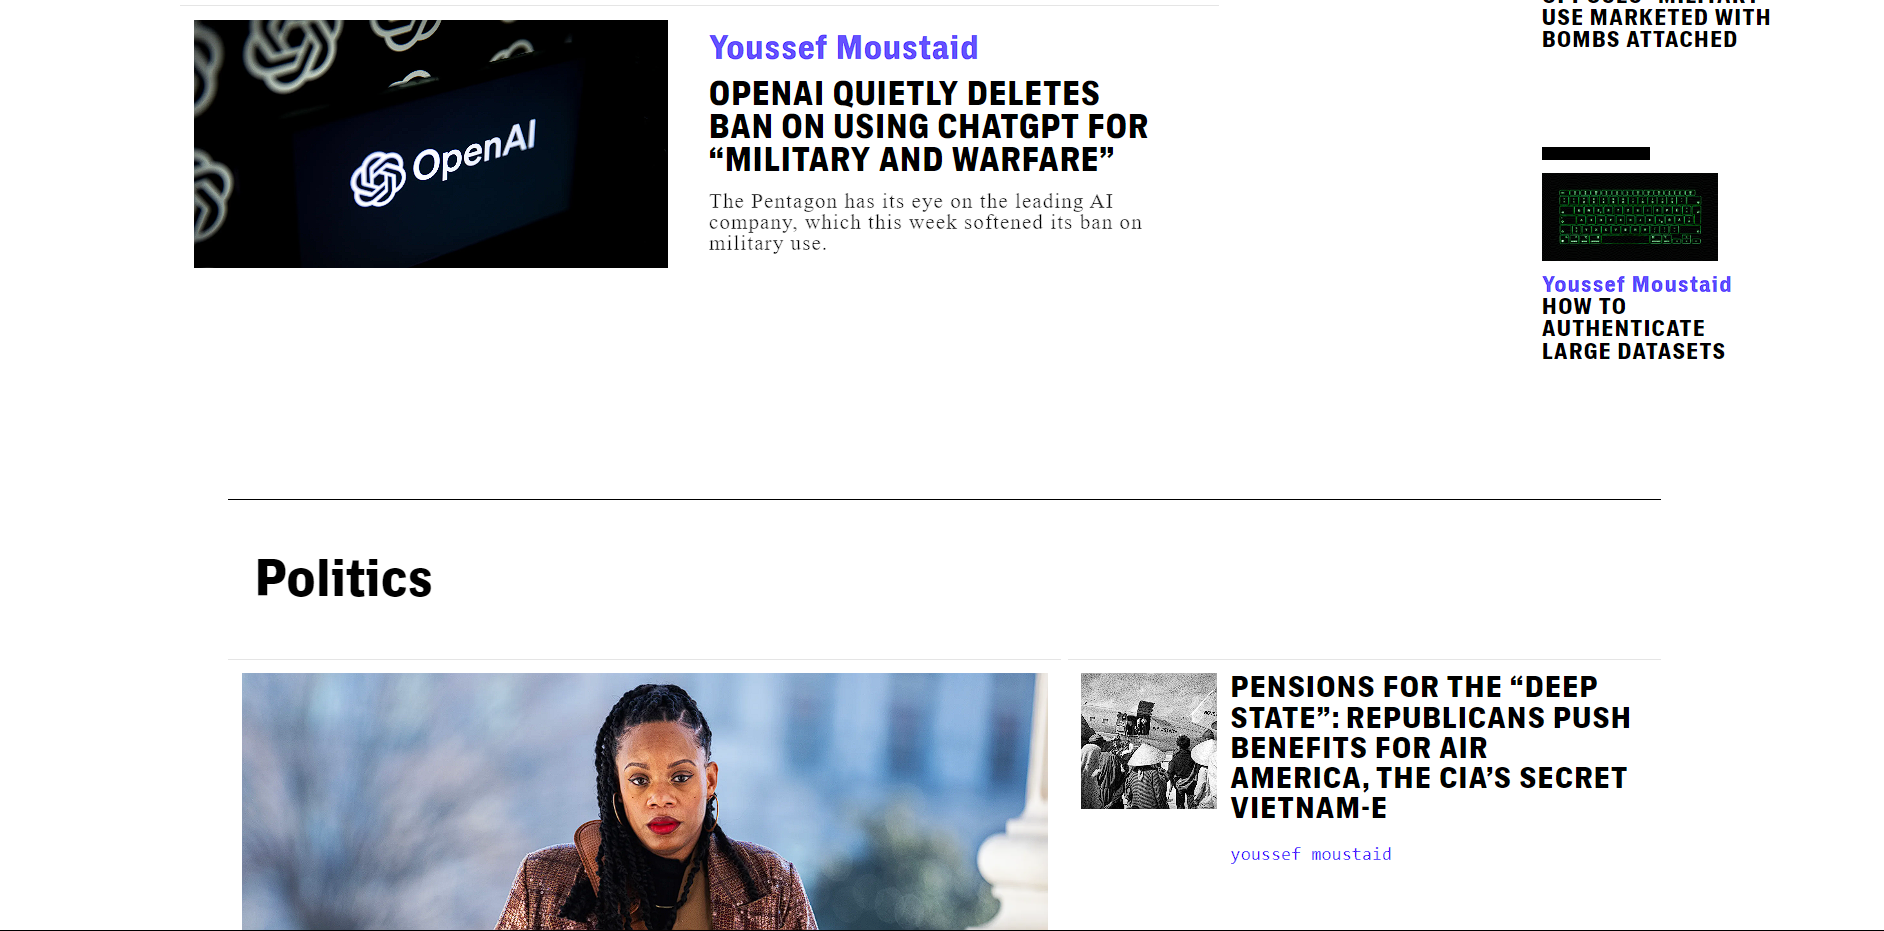 Youssef Moustaid
OPENAI QUIETLY DELETES
BAN ON USING CHATGPT FOR
“MILITARY AND WARFARE”
The Pentagon has its eye on the leading AI
company, which this week softened its ban on
military use.
OpenAI
USE MARKETED WITH
BOMBS ATTACHED
Youssef Moustaid
HOW TO
AUTHENTICATE
LARGE DATASETS
Politics
PENSIONS FOR THE “DEEP
STATE”: REPUBLICANS PUSH
BENEFITS FOR AIR
AMERICA, THE CIA’S SECRET
VIETNAM-E
youssef moustaid